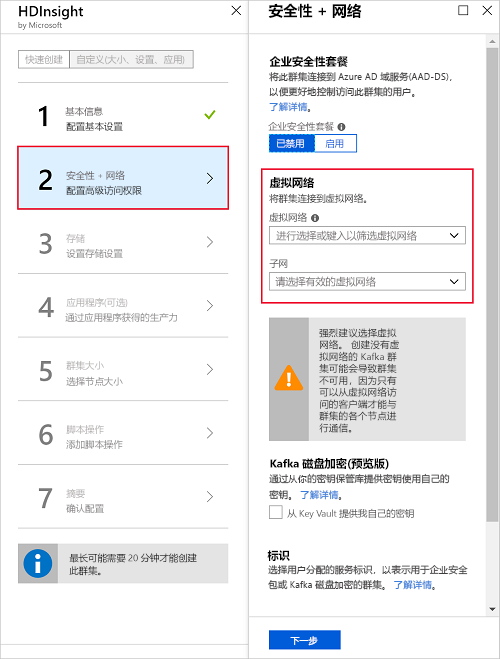 HDInsight
by Microsoft
快速创建
自定义(大小、设置、应用)
1
基本信息
配置基本设置
2
安全性 + 网络
配置高级访问权限
3
存储
设置存储设置
4
应用程序(可选)
通过应用程序获得的生产力
5
群集大小
选择节点大小
6
脚本操作
添加脚本操作
7
摘要
确认配置
最长可能需要 20 分钟才能创建
此群集。
安全性 + 网络
企业安全性套餐
将此群集连接到 Azure AD 域服务(AAD-DS),
以便更好地控制访问此群集的用户。
了解详情。
企业安全性套餐
已禁用
启用
虚拟网络
将群集连接到虚拟网络。
虚拟网络
进行选择或键入以筛选虚拟网络
子网
请选择有效的虚拟网络
强烈建议选择虚拟
网络。 创建没有虚
拟网络的 Kafka 群
集可能会导致群集
不可用，因为只有
可以从虚拟网络访
问的客户端才能与
群集的各个节点进
行通信。
Kafka 磁盘加密(预览版)
通过从你的密钥保管库提供密钥使用自己的
密钥。 了解详情。
从 Key Vault 提供我自己的密钥
标识
选择用户分配的服务标识，以表示用于企业安全
包或 Kafka 磁盘加密的群集。 了解详情。
下一步